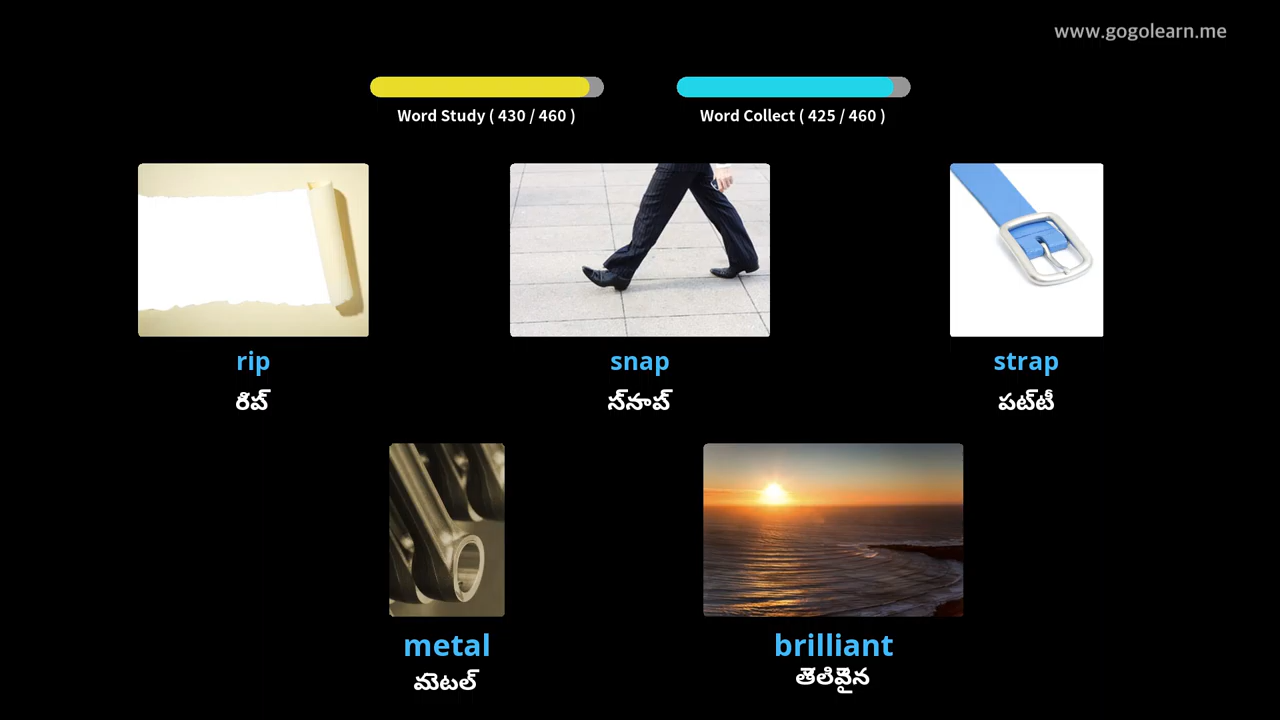 www.gogolearn.me
Word Study ( 430 / 460 )
Word Collect ( 425 / 460 )
rip
రిప్
snap
స్నాప్
strap
పట్టీ
metal
మెటల్
brilliant
తెలివైన